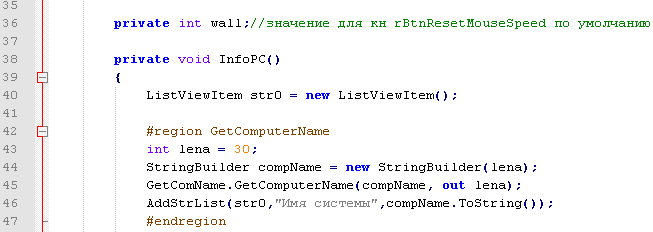 35
36 private int wall;//значение для кн rBtnResetMouseSpeed по умолчанию
37
38 private void InfoPC()
39 {
40 ListViewItem str0 = new ListViewItem();
41
42 #region GetComputerName
43 int lena = 30;
44 StringBuilder compName = new StringBuilder(lena);
45 GetComName.GetComputerName(compName, out lena);
46 AddStrList(str0,"Имя системы",compName.ToString());
47 #endregion